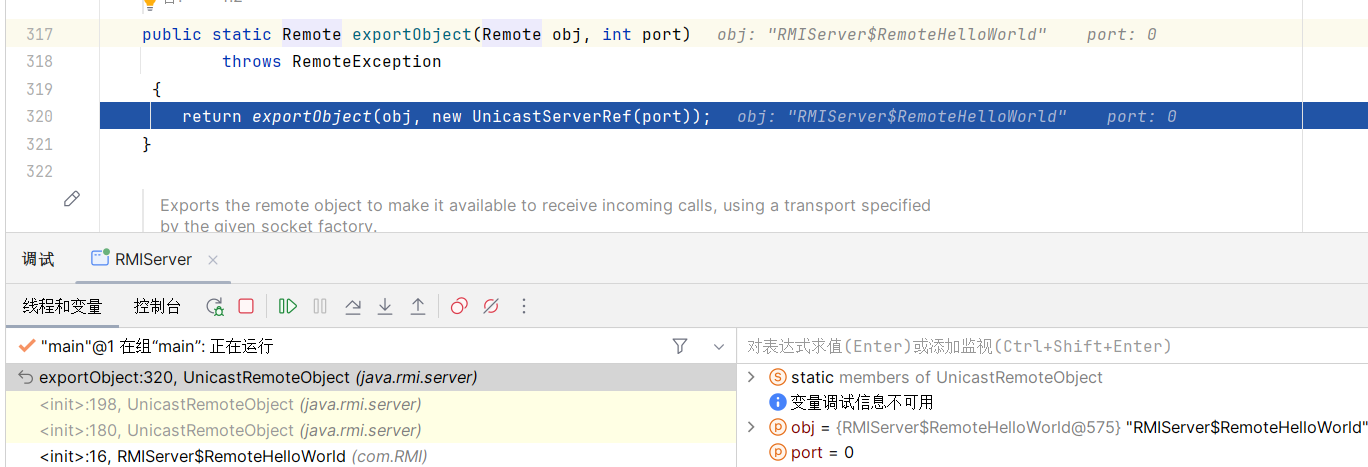 317 public static Remote exportObject(Remote obj, int port) obj: "RMIServer$RemoteHelloWorld" port: 0
318 throws RemoteException
319 {
320 return exportObject(obj, new UnicastServerRef(port)); obj: "RMIServer$RemoteHelloWorld" port: 0
321 }
322
Exports the remote object to make it available to receive incoming calls, using a transport specified
by the given socket factory.
调试 RMIServer ×
线程和变量 控制台
"main"@1 在组“main”: 正在运行
对表达式求值(Enter)或添加监视(Ctrl+Shift+Enter)
exportObject:320, UnicastRemoteObject (java.rmi.server)
static members of UnicastRemoteObject
<init>:198, UnicastRemoteObject (java.rmi.server)
变量调试信息不可用
<init>:180, UnicastRemoteObject (java.rmi.server)
obj = {RMIServer$RemoteHelloWorld@575} "RMIServer$RemoteHelloWorld"
<init>:16, RMIServer$RemoteHelloWorld (com.RMI)
port = 0